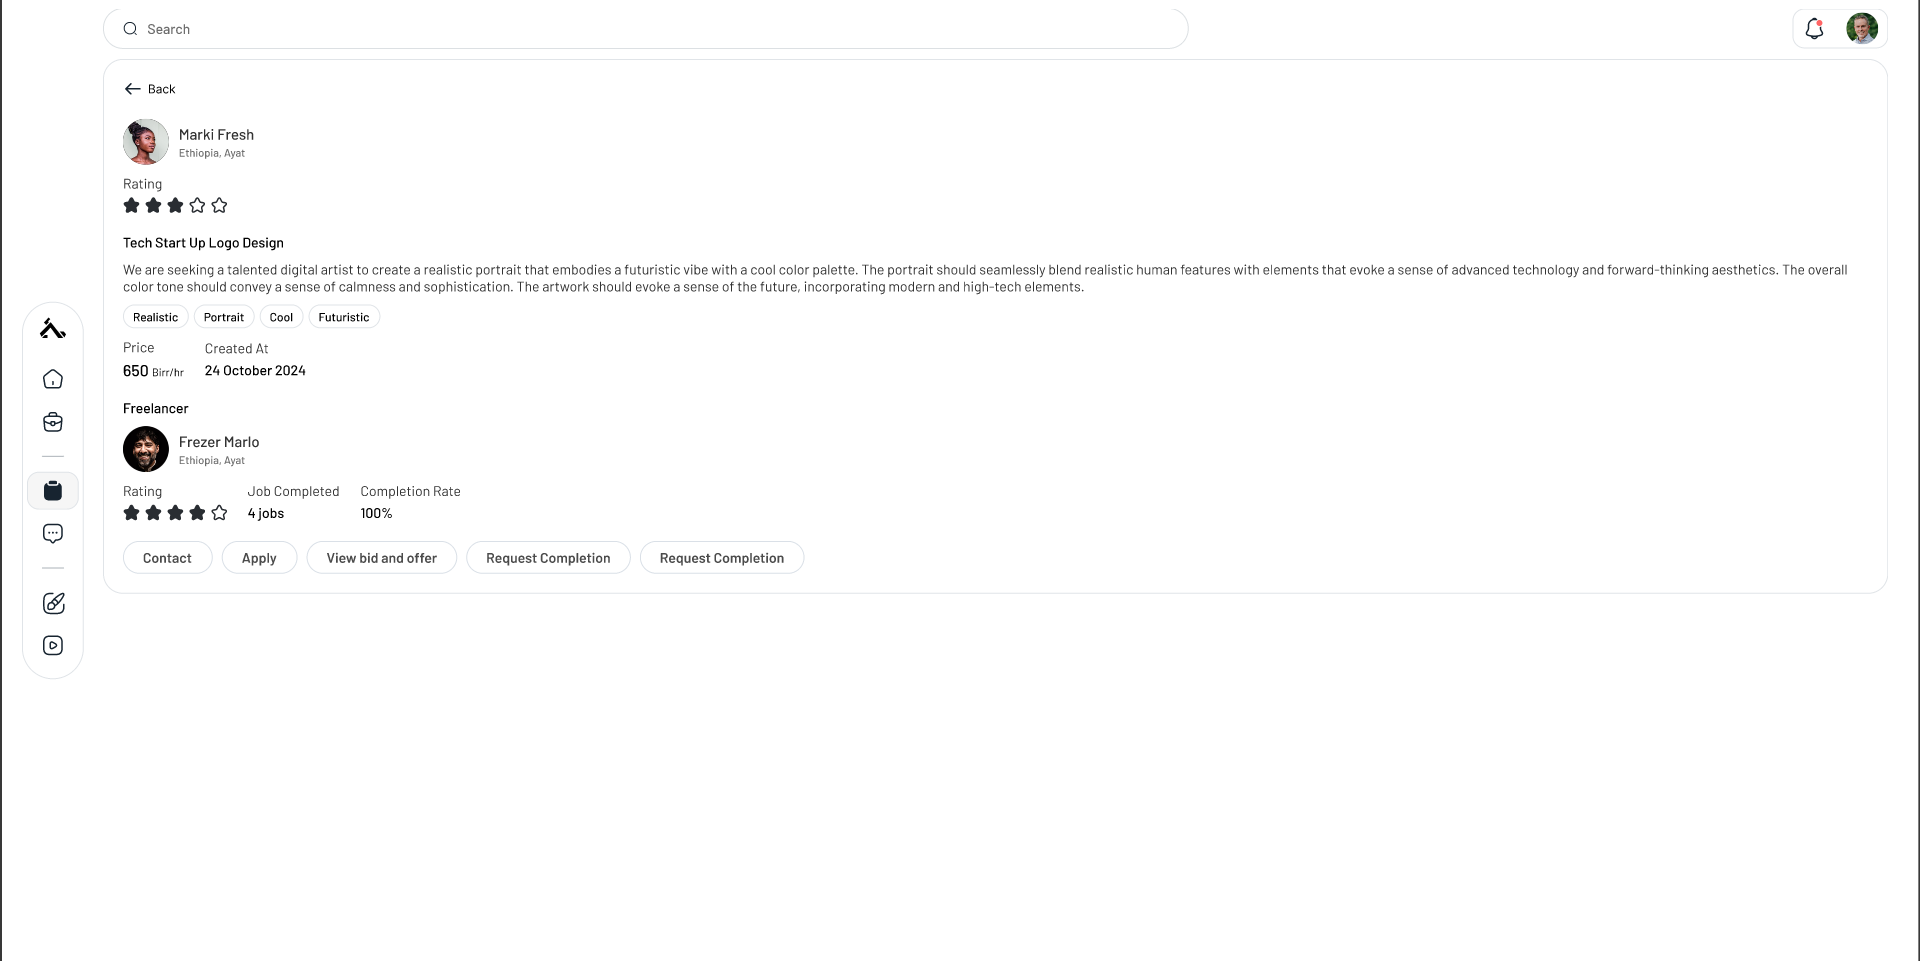 Search
Back
Marki Fresh
Ethiopia, Ayat
Rating
Tech Start Up Logo Design
We are seeking a talented digital artist to create a realistic portrait that embodies a futuristic vibe with a cool color palette. The portrait should seamlessly blend realistic human features with elements that evoke a sense of advanced technology and forward-thinking aesthetics. The overall
color tone should convey a sense of calmness and sophistication. The artwork should evoke a sense of the future, incorporating modern and high-tech elements.
Realistic Portrait Cool Futuristic
Price Created At
650 Birr/hr 24 October 2024
Freelancer
Frezer Marlo
Ethiopia, Ayat
Rating Job Completed Completion Rate
4 jobs 100%
Contact Apply View bid and offer Request Completion Request Completion